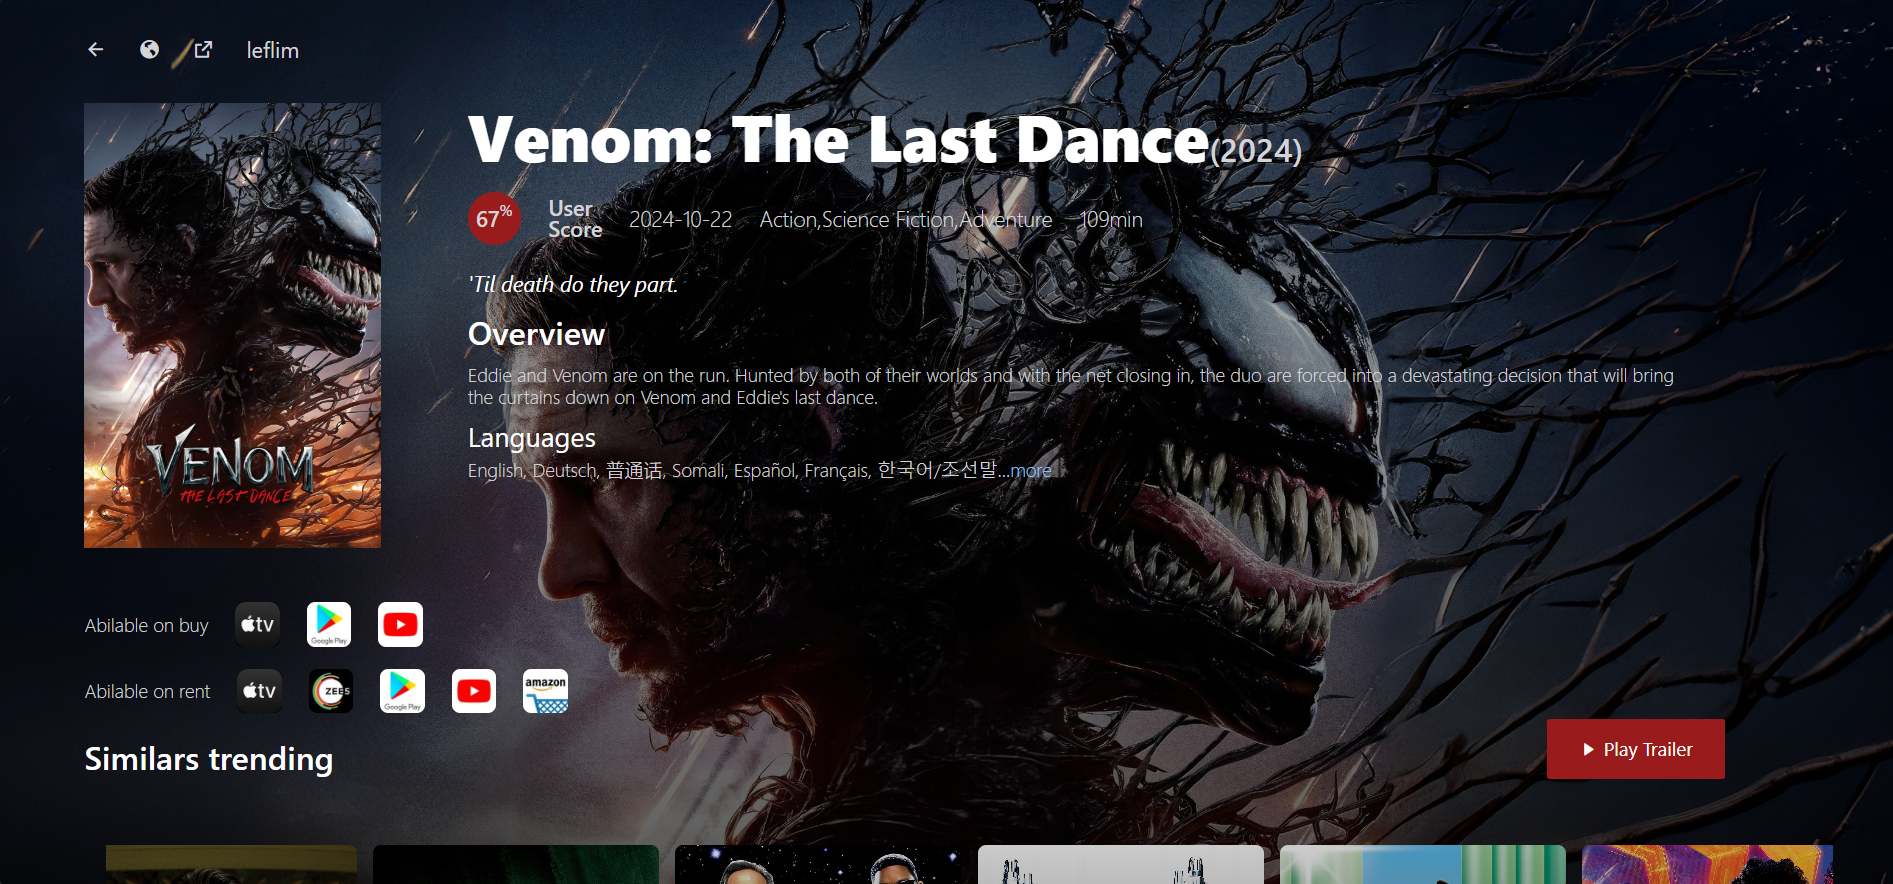 leflim
Venom: The Last Dance(2024)
67%
User
Score
2024-10-22
Action,Science Fiction,Adventure
109min
'Til death do they part.
Overview
Eddie and Venom are on the run. Hunted by both of their worlds and with the net closing in, the duo are forced into a devastating decision that will bring
the curtains down on Venom and Eddie's last dance.
Languages
English, Deutsch, 普通话, Somali, Español, Français, 한국어/조선말...more
VENOM
THE LAST DANCE
Abilable on buy
tv
Google Play
Abilable on rent
tv
ZEE5
Google Play
amazon
Similars trending
Play Trailer